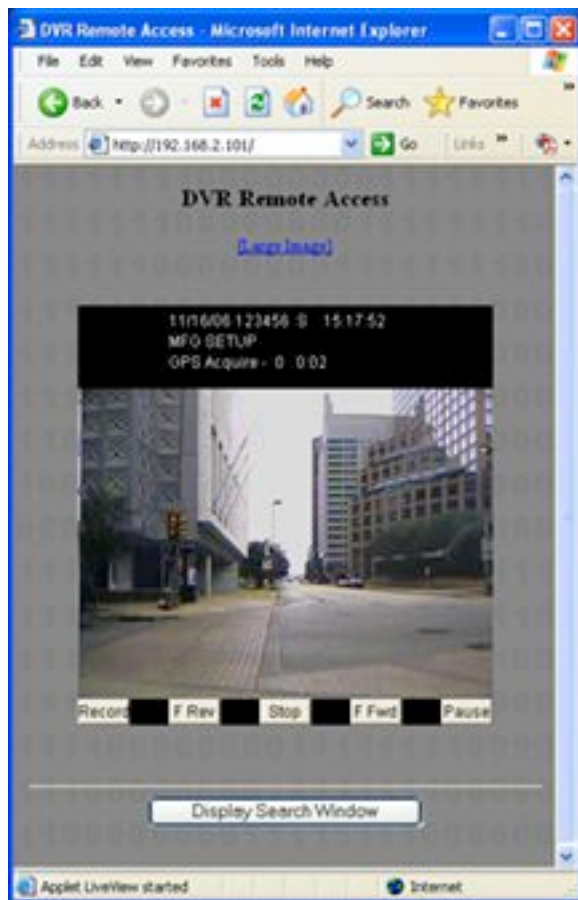 DVR Remote Access - Microsoft Internet Explorer
File Edit View Favorites Tools Help
Back Search Favorites
Address http://192.168.2.101/ Go Links
DVR Remote Access
[Large Image]
11/16/06 123456 S 15:17:52
MFG SETUP
GPS Acquire - 0 0:02
Record F Rev Stop F Fwd Pause
Display Search Window
Applet LiveView started Internet